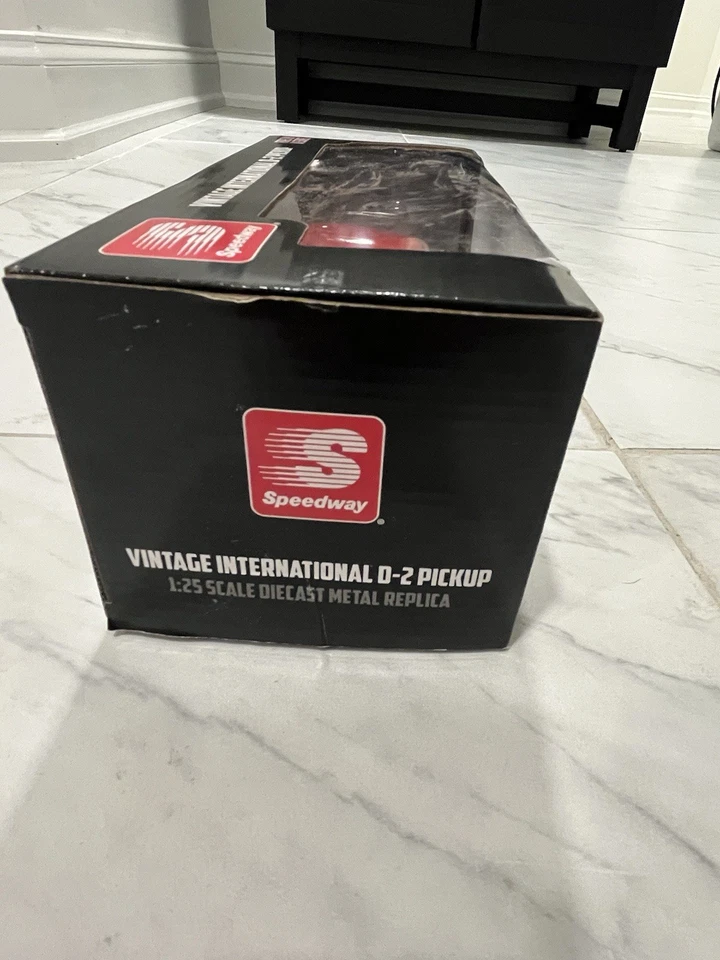 Speedway
Speedway
VINTAGE INTERNATIONAL D-2 PICKUP
1:25 SCALE DIECAST METAL REPLICA